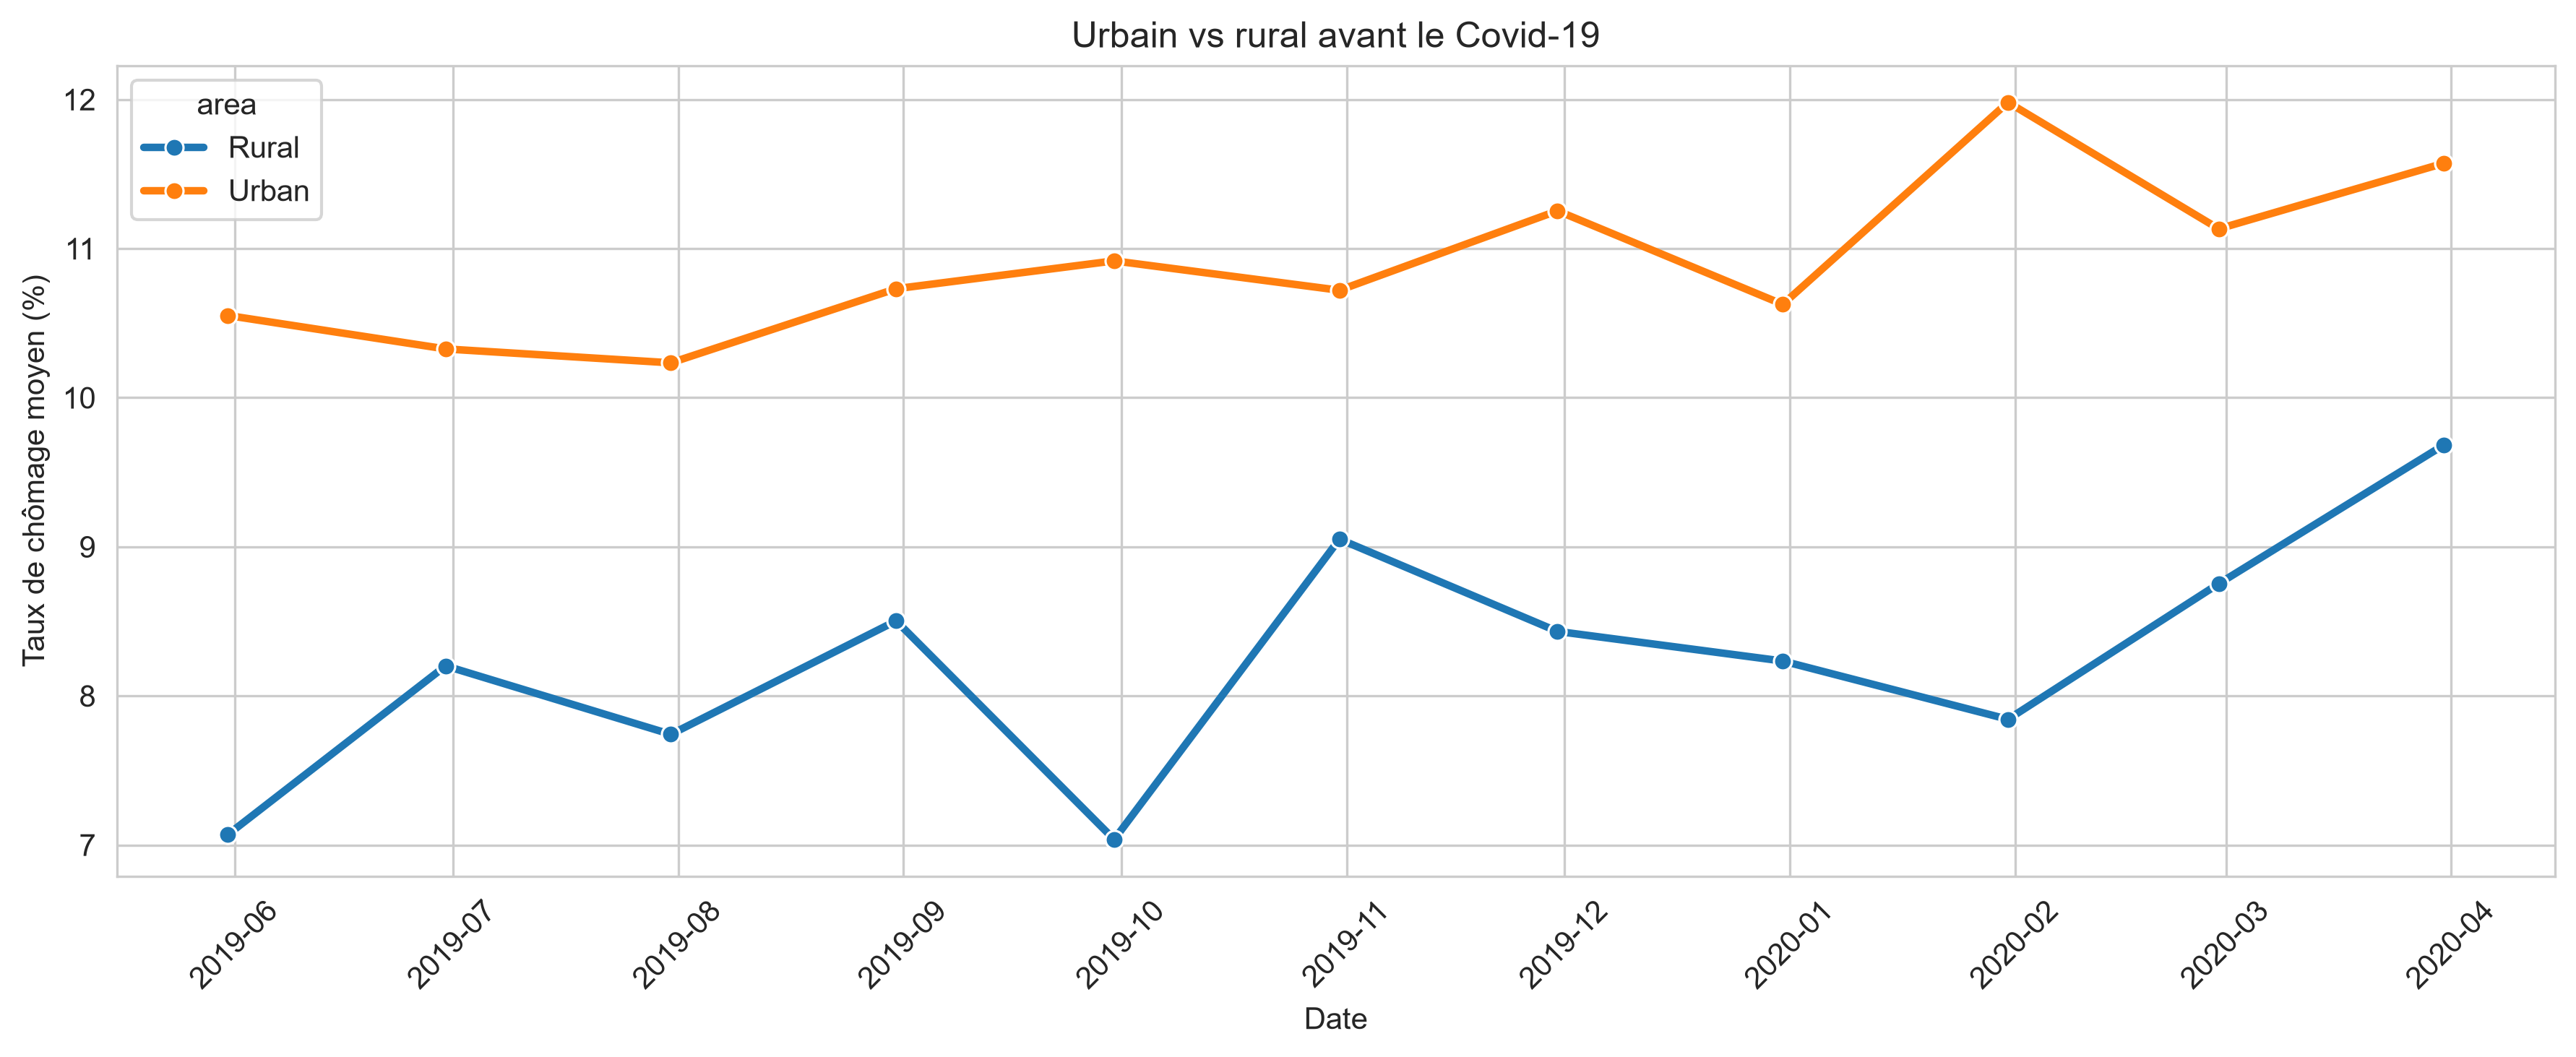 Urbain vs rural avant le Covid-19
area
Rural
Urban
Taux de chômage moyen (%)
12
11
10
9
8
7
2019-06
2019-07
2019-08
2019-09
2019-10
2019-11
2019-12
2020-01
2020-02
2020-03
2020-04
Date